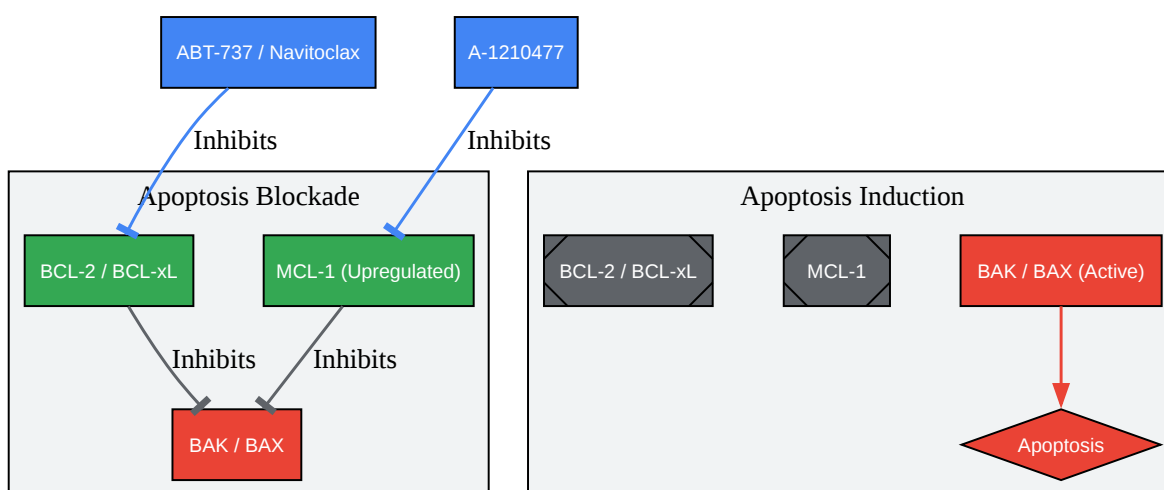 ABT-737 / Navitoclax
A-1210477
Inhibits
Inhibits
Apoptosis Blockade
BCL-2 / BCL-xL
MCL-1 (Upregulated)
Inhibits
Inhibits
BAK / BAX
Apoptosis Induction
BCL-2 / BCL-xL
MCL-1
BAK / BAX (Active)
Apoptosis